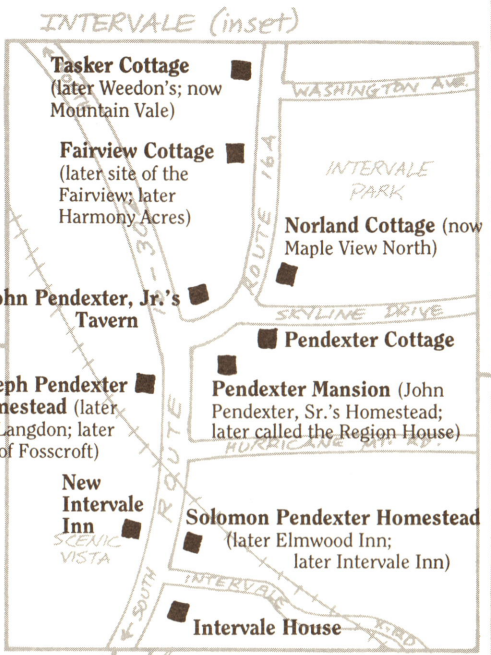 INTERVALE (inset)
Tasker Cottage
(later Weedon's; now
Mountain Vale)
WASHINGTON AVE.
Fairview Cottage
(later site of the
Fairview; later
Harmony Acres)
ROUTE 16A
INTERVALE
PARK
Norland Cottage (now
Maple View North)
hn Pendexter, Jr.'s
Tavern
SKYLINE DRIVE
Pendexter Cottage
eph Pendexter
mestead (later
Langdon; later
of Fosscroft)
Pendexter Mansion (John
Pendexter, Sr.'s Homestead;
later called the Region House)
HURRICANE MT. RD.
ROUTE
New
Intervale
Inn
SCENIC
VISTA
Solomon Pendexter Homestead
(later Elmwood Inn;
later Intervale Inn)
INTERVALE
SOUTH
Intervale House